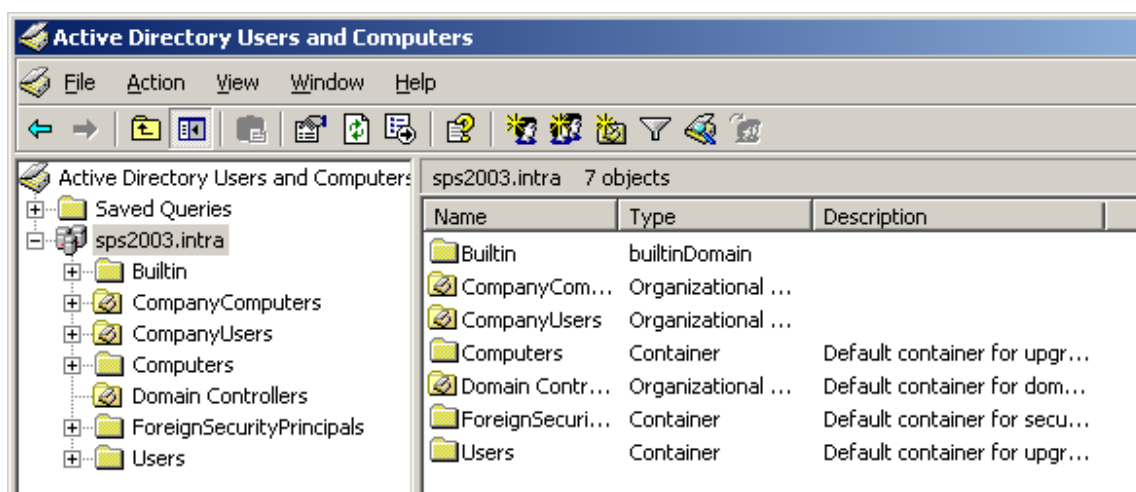 Active Directory Users and Computers
File Action View Window Help
Active Directory Users and Computers
sps2003.intra 7 objects
Saved Queries
Name Type Description
sps2003.intra
Builtin
Builtin builtinDomain
CompanyComputers
CompanyCom... Organizational ...
CompanyUsers
CompanyUsers Organizational ...
Computers
Computers Container Default container for upgr...
Domain Controllers
Domain Contr... Organizational ... Default container for dom...
ForeignSecurityPrincipals
ForeignSecuri... Container Default container for secu...
Users
Users Container Default container for upgr...